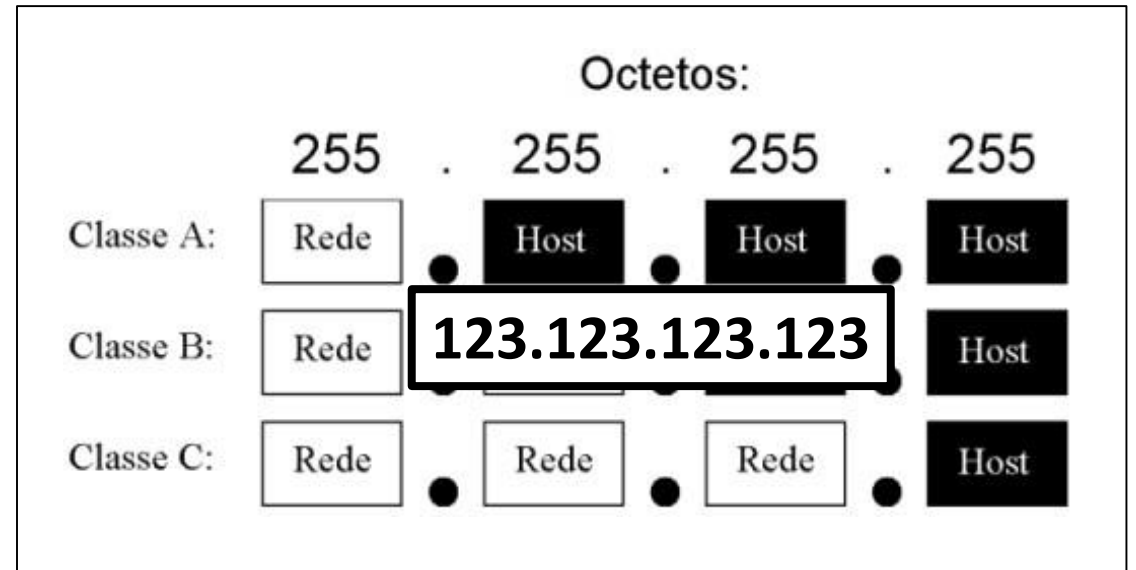 Octetos:
255 . 255 . 255 . 255
Classe A: Rede . Host . Host . Host
123.123.123.123
Classe B: Rede . Host
Classe C: Rede . Rede . Rede . Host